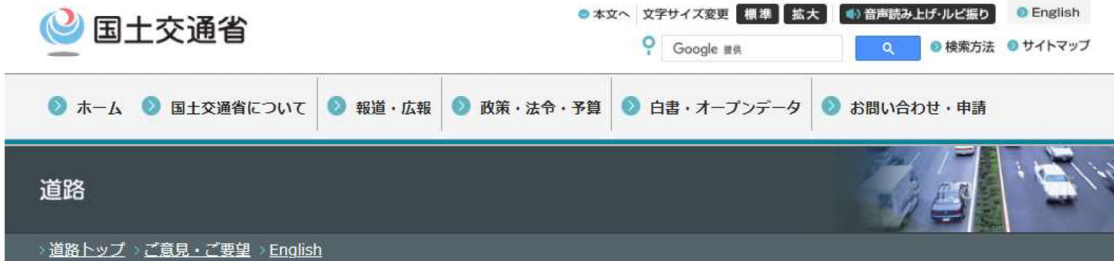 国土交通省
本文へ 文字サイズ変更 標準 拡大 音声読み上げ・ルビ振り English
Google 提供 検索方法 サイトマップ
ホーム 国土交通省について 報道・広報 政策・法令・予算 白書・オープンデータ お問い合わせ・申請
道路
道路トップ ご意見・ご要望 English